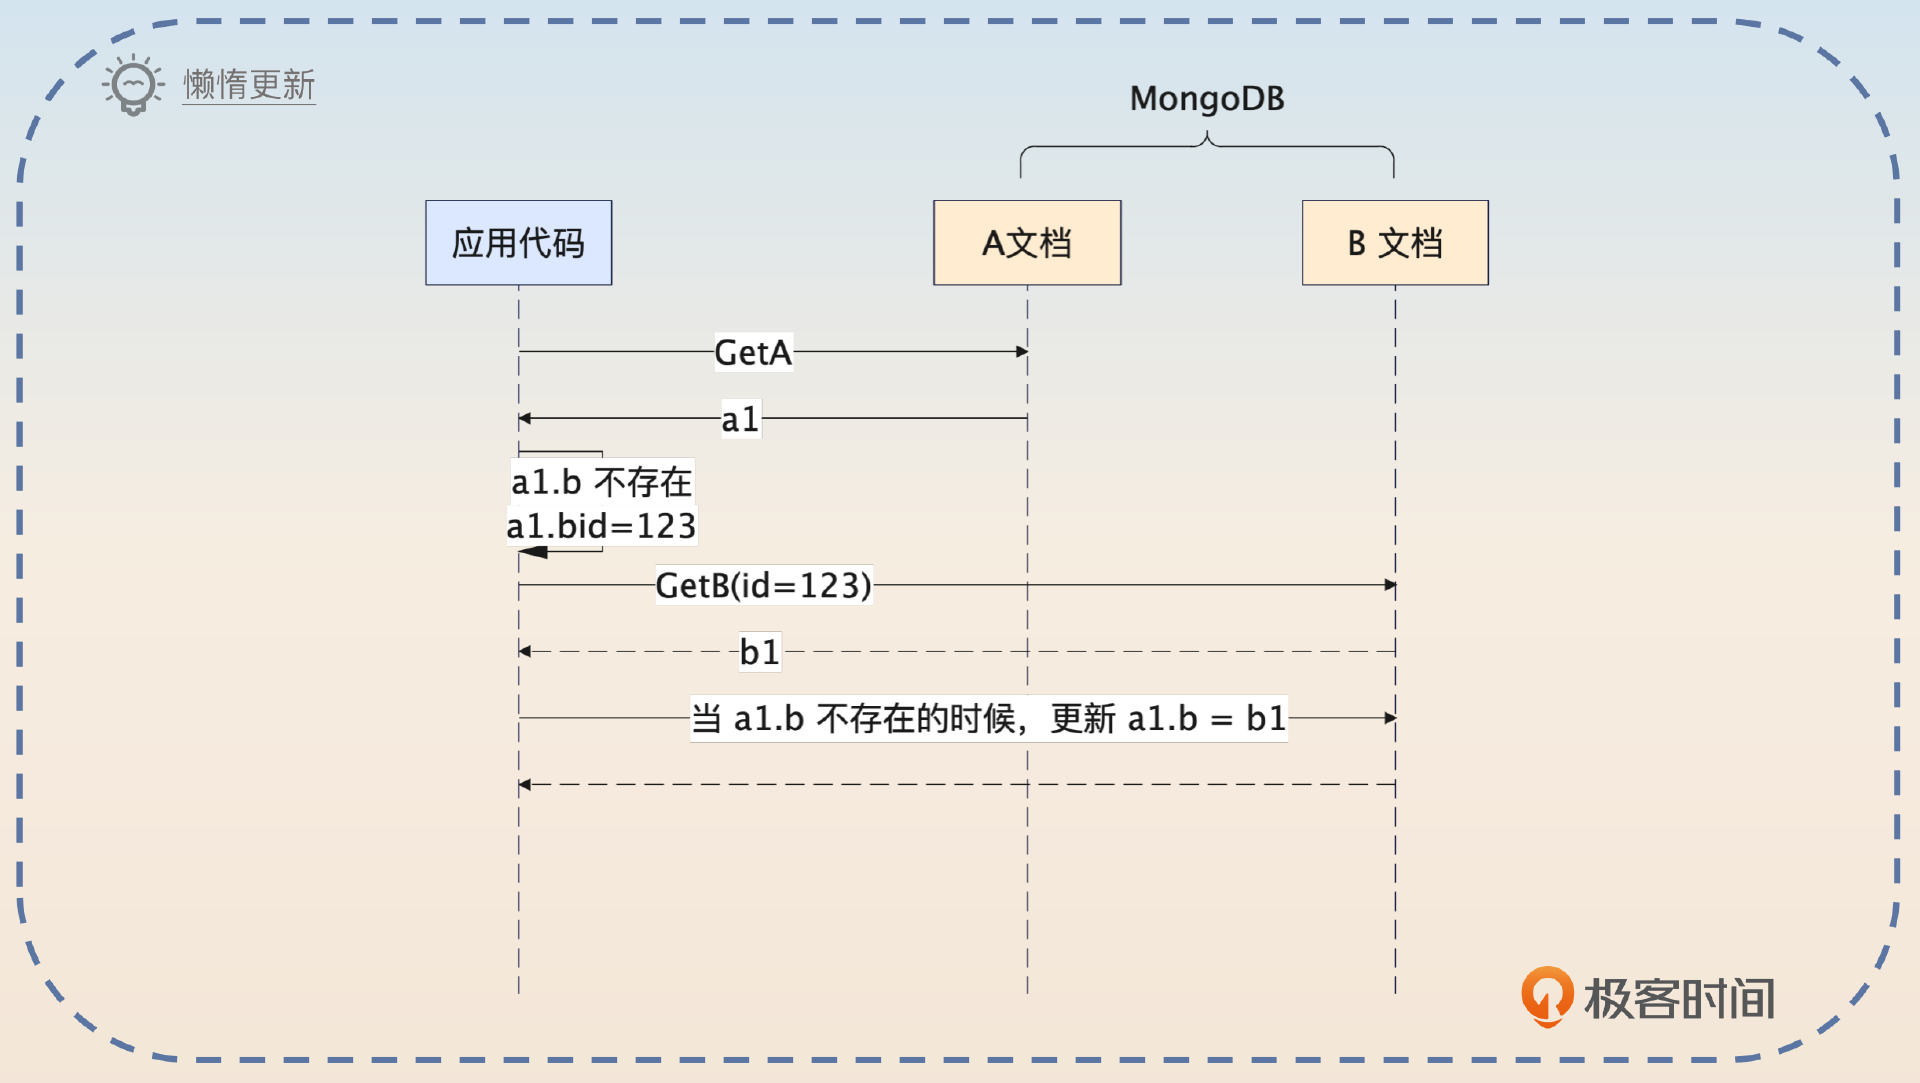 懒惰更新
MongoDB
应用代码
A文档
B 文档
GetA
a1
a1.b 不存在
a1.bid=123
GetB(id=123)
b1
当 a1.b 不存在的时候，更新 a1.b = b1
极客时间